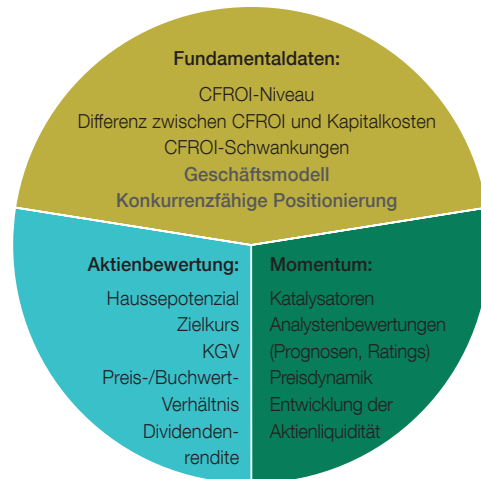 Fundamentaldaten:
CFROI-Niveau
Differenz zwischen CFROI und Kapitalkosten
CFROI-Schwankungen
Geschäftsmodell
Konkurrenzfähige Positionierung
Aktienbewertung:
Haussepotenzial
Zielkurs
KGV
Preis-/Buchwert-
Verhältnis
Dividenden-
rendite
Momentum:
Katalysatoren
Analystenbewertungen
(Prognosen, Ratings)
Preisdynamik
Entwicklung der
Aktienliquidität